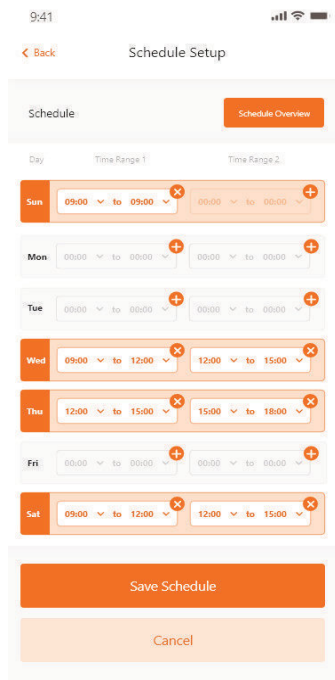 9:41
Back Schedule Setup
Schedule Schedule Overview
Day Time Range 1 Time Range 2
Sun 09:00 to 09:00 00:00 to 00:00
Mon 00:00 to 00:00 00:00 to 00:00
Tue 00:00 to 00:00 00:00 to 00:00
Wed 09:00 to 12:00 12:00 to 15:00
Thu 12:00 to 15:00 15:00 to 18:00
Fri 00:00 to 00:00 00:00 to 00:00
Sat 09:00 to 12:00 12:00 to 15:00
Save Schedule
Cancel